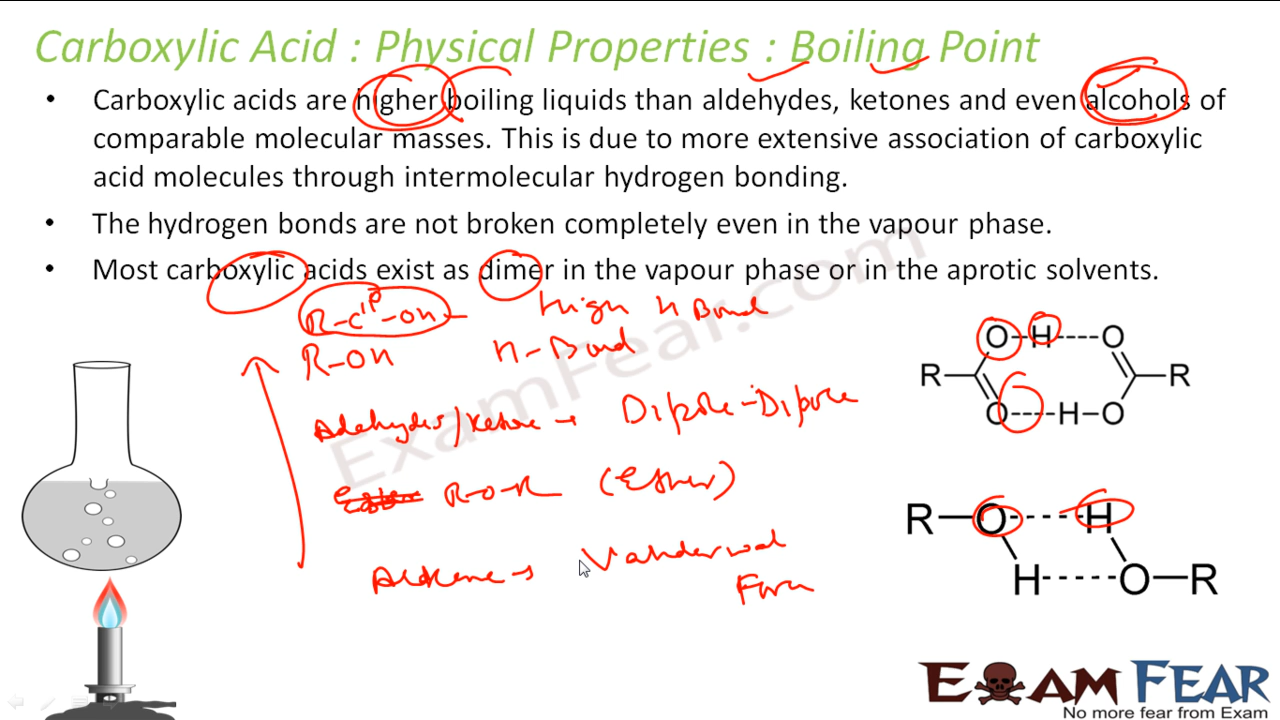 Carboxylic Acid : Physical Properties : Boiling Point
• Carboxylic acids are higher boiling liquids than aldehydes, ketones and even alcohols of
comparable molecular masses. This is due to more extensive association of carboxylic
acid molecules through intermolecular hydrogen bonding.
• The hydrogen bonds are not broken completely even in the vapour phase.
• Most carboxylic acids exist as dimer in the vapour phase or in the aprotic solvents.
High H Bond
R-OH H-Bond
Aldehydes/Ketone → Dipole-Dipole
R-O-R (Ether)
Vanderwal
ExamFear.com
O–H----O
R R
O----H–O
R–O----H
H----O–R
EXAM FEAR
No more fear from Exam